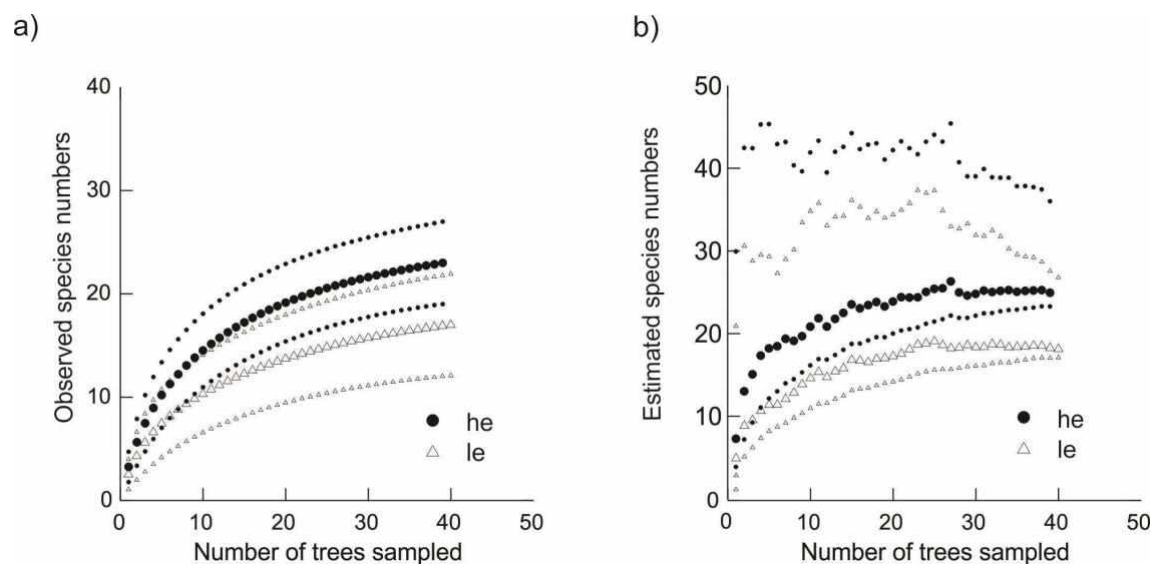 a)
Observed species numbers
40
30
20
10
0
0 10 20 30 40 50
Number of trees sampled
he
le
b)
Estimated species numbers
50
40
30
20
10
0
0 10 20 30 40 50
Number of trees sampled
he
le